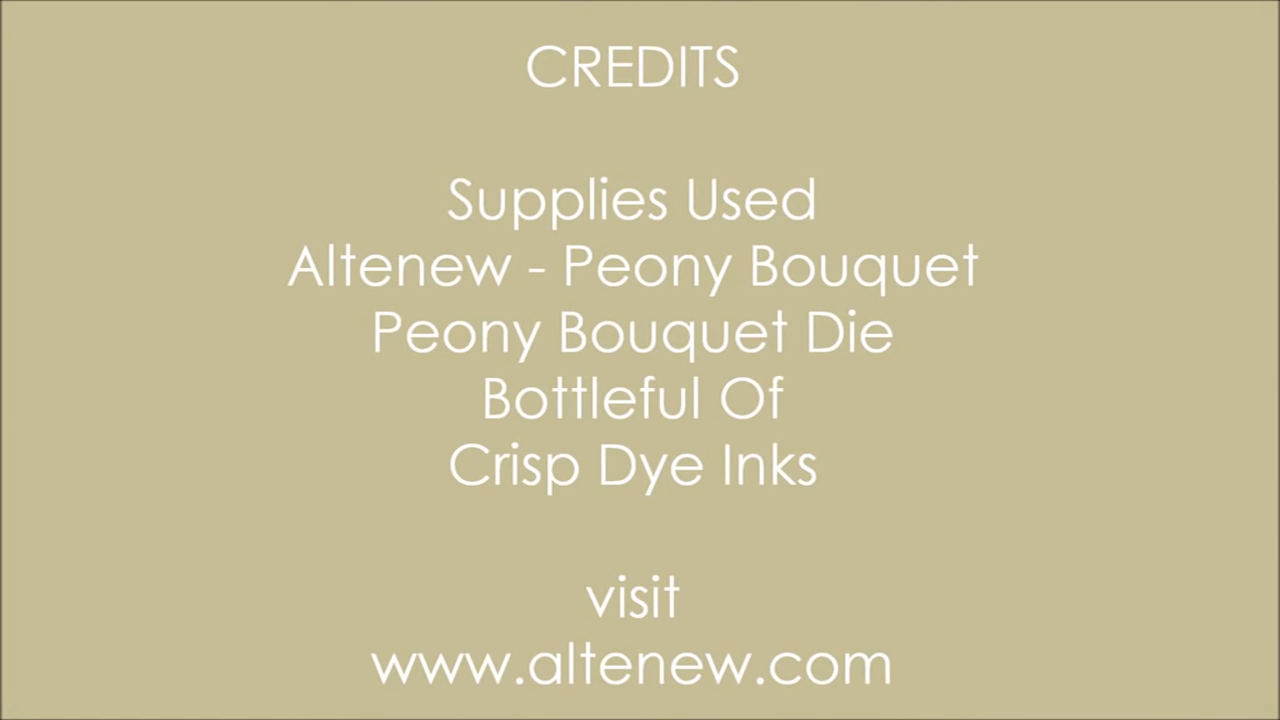 CREDITS
Supplies Used
Altenew - Peony Bouquet
Peony Bouquet Die
Bottleful Of
Crisp Dye Inks
visit
www.altenew.com